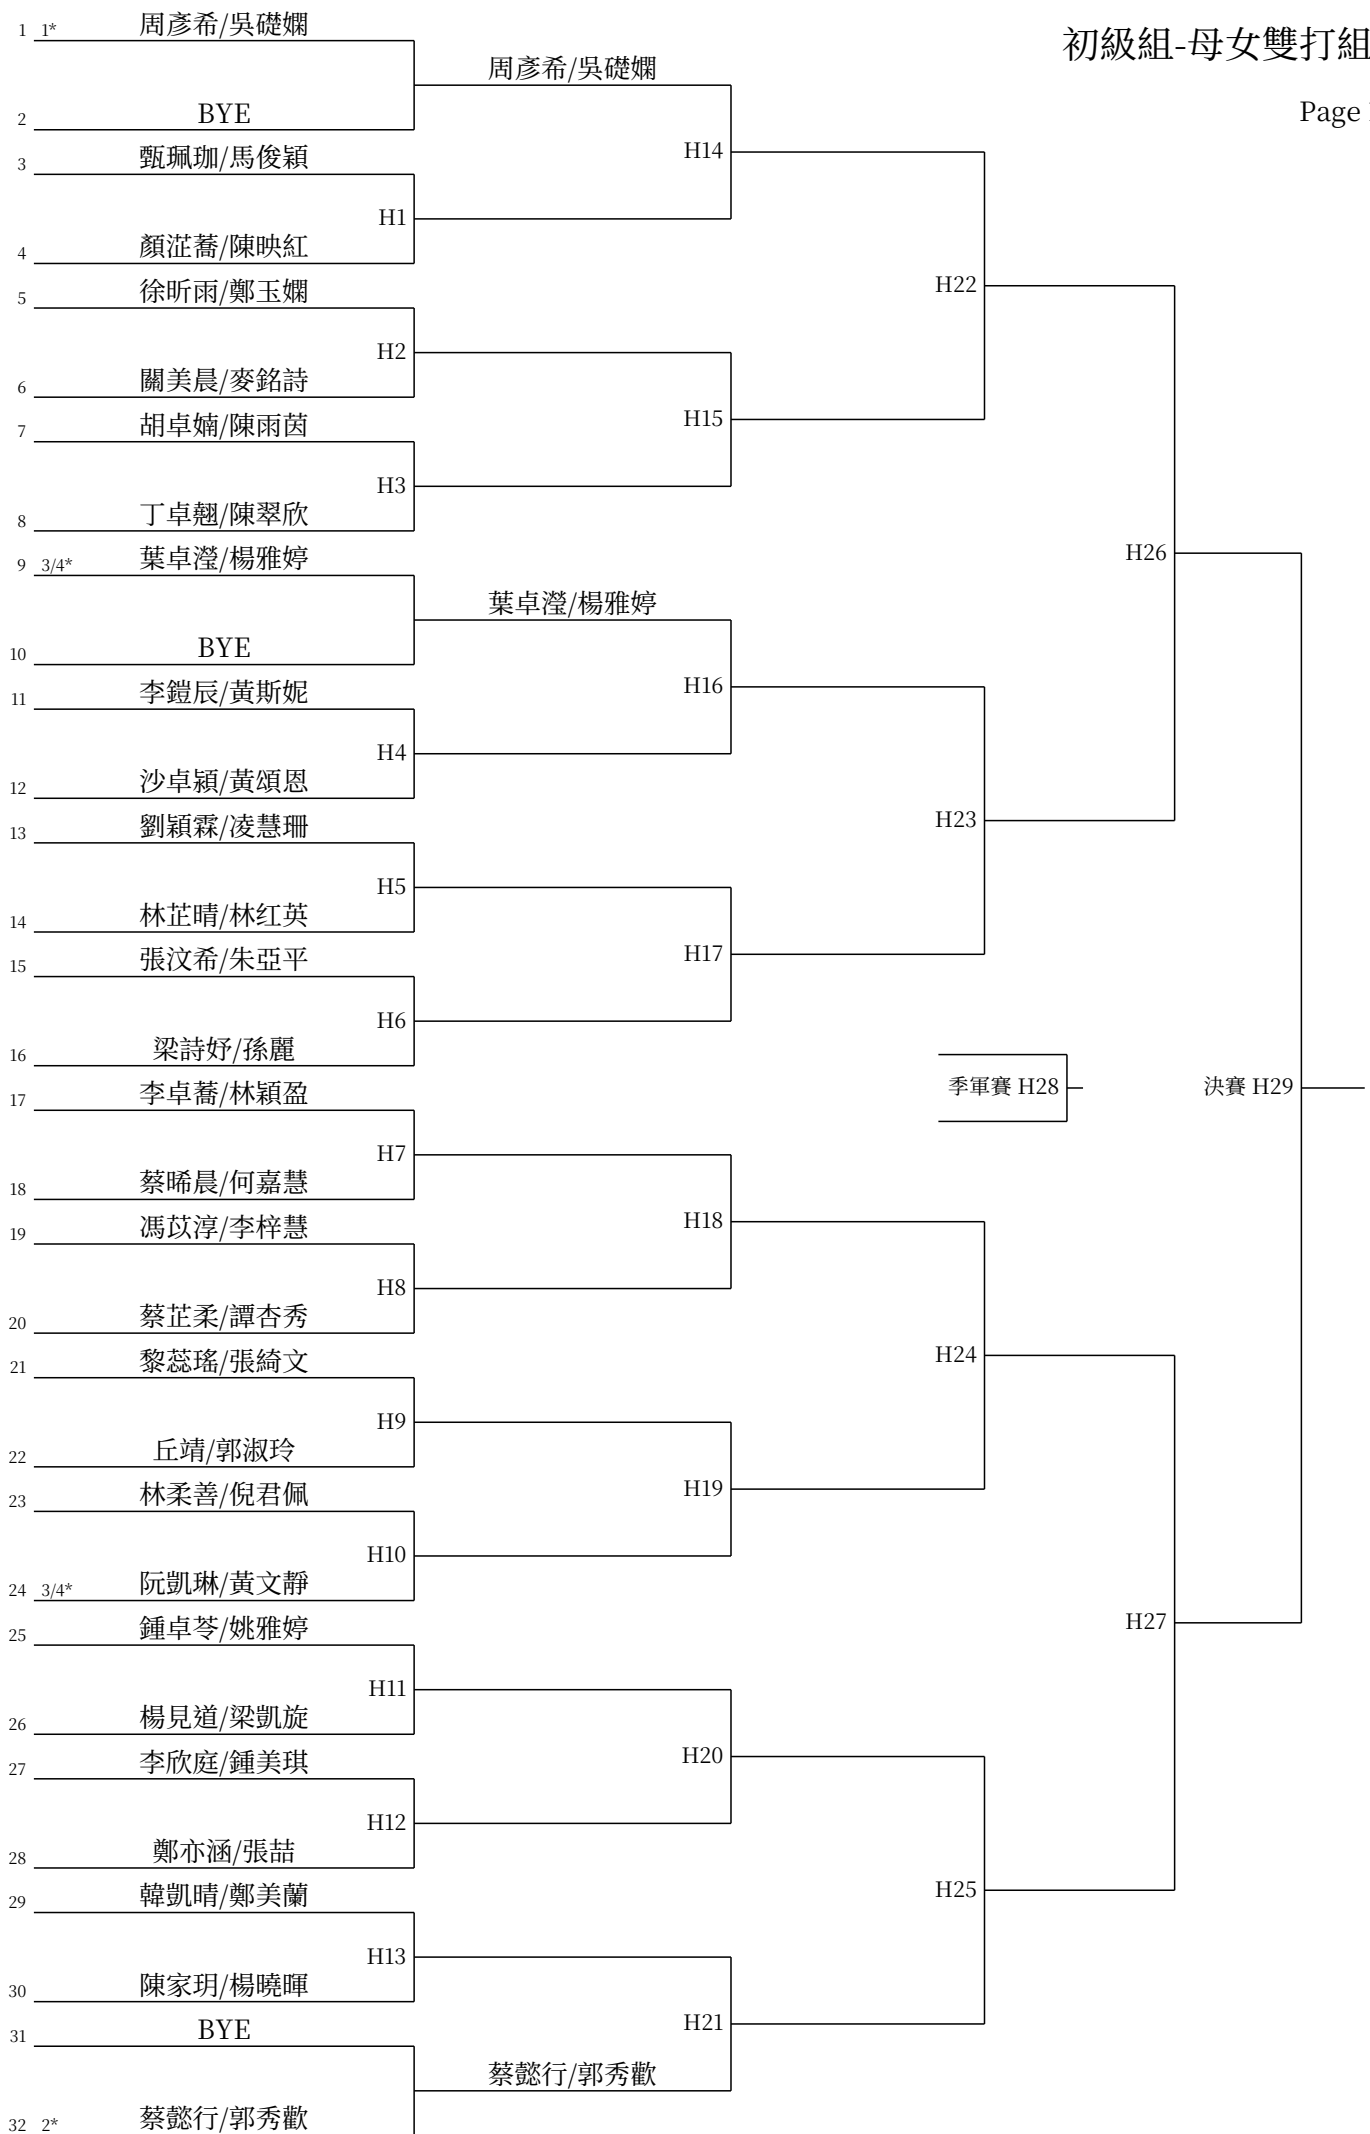 初級組-母女雙打組
Page
1 1* 周彥希/吳礎嫻
周彥希/吳礎嫻
2 BYE
H14
3 甄珮珈/馬俊穎
H1
4 顏淽蕎/陳映紅
H22
5 徐昕雨/鄭玉嫻
H2
6 關美晨/麥銘詩
H15
7 胡卓婻/陳雨茵
H3
8 丁卓翹/陳翠欣
H26
9 3/4* 葉卓瀅/楊雅婷
葉卓瀅/楊雅婷
10 BYE
H16
11 李鎧辰/黃斯妮
H4
12 沙卓潁/黃頌恩
H23
13 劉穎霖/凌慧珊
H5
14 林芷晴/林红英
H17
15 張汶希/朱亞平
H6
16 梁詩妤/孫麗
季軍賽 H28
決賽 H29
17 李卓蕎/林穎盈
H7
18 蔡晞晨/何嘉慧
H18
19 馮苡淳/李梓慧
H8
20 蔡芷柔/譚杏秀
H24
21 黎蕊瑤/張綺文
H9
22 丘靖/郭淑玲
H19
23 林柔善/倪君佩
H10
24 3/4* 阮凱琳/黃文靜
H27
25 鍾卓苓/姚雅婷
H11
26 楊見道/梁凱旋
H20
27 李欣庭/鍾美琪
H12
28 鄭亦涵/張喆
H25
29 韓凱晴/鄭美蘭
H13
30 陳家玥/楊曉暉
H21
31 BYE
蔡懿行/郭秀歡
32 2* 蔡懿行/郭秀歡